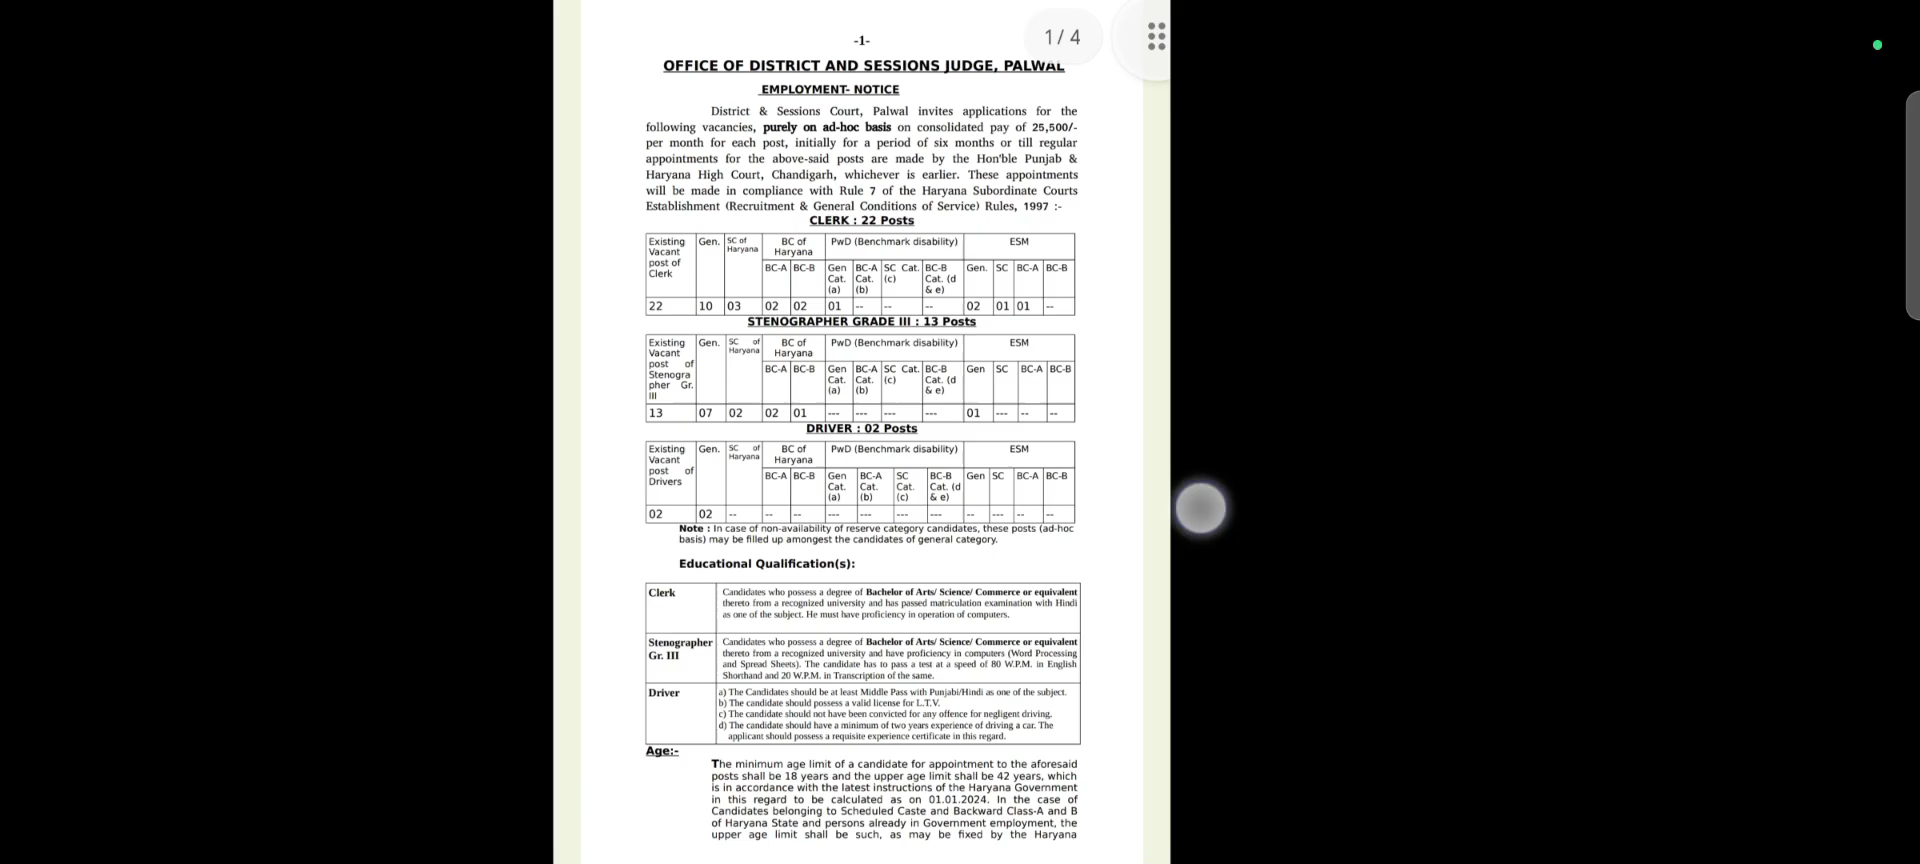 1 / 4
-1-
OFFICE OF DISTRICT AND SESSIONS JUDGE, PALWAL
EMPLOYMENT- NOTICE
District & Sessions Court, Palwal invites applications for the
following vacancies, purely on ad-hoc basis on consolidated pay of 25,500/-
per month for each post, initially for a period of six months or till regular
appointments for the above-said posts are made by the Hon'ble Punjab &
Haryana High Court, Chandigarh, whichever is earlier. These appointments
will be made in compliance with Rule 7 of the Haryana Subordinate Courts
Establishment (Recruitment & General Conditions of Service) Rules, 1997 :-
CLERK : 22 Posts
Existing Vacant post of Clerk Gen. SC of Haryana BC of Haryana PwD (Benchmark disability) ESM
BC-A BC-B Gen Cat. (a) BC-A Cat. (b) SC Cat. (c) BC-B Cat. (d & e) Gen. SC BC-A BC-B
22 10 03 02 02 01 -- -- -- 02 01 01 --
STENOGRAPHER GRADE III : 13 Posts
Existing Vacant post of Stenogra pher Gr. III Gen. SC of Haryana BC of Haryana PwD (Benchmark disability) ESM
BC-A BC-B Gen Cat. (a) BC-A Cat. (b) SC Cat. (c) BC-B Cat. (d & e) Gen SC BC-A BC-B
13 07 02 02 01 --- --- --- --- 01 --- -- --
DRIVER : 02 Posts
Existing Vacant post of Drivers Gen. SC of Haryana BC of Haryana PwD (Benchmark disability) ESM
BC-A BC-B Gen Cat. (a) BC-A Cat. (b) SC Cat. (c) BC-B Cat. (d & e) Gen SC BC-A BC-B
02 02 -- -- -- --- --- --- --- -- --- -- --
Note : In case of non-availability of reserve category candidates, these posts (ad-hoc
basis) may be filled up amongest the candidates of general category.
Educational Qualification(s):
Clerk Candidates who possess a degree of Bachelor of Arts/ Science/ Commerce or equivalent
thereto from a recognized university and has passed matriculation examination with Hindi
as one of the subject. He must have proficiency in operation of computers.
Stenographer Gr. III Candidates who possess a degree of Bachelor of Arts/ Science/ Commerce or equivalent
thereto from a recognized university and have proficiency in computers (Word Processing
and Spread Sheets). The candidate has to pass a test at a speed of 80 W.P.M. in English
Shorthand and 20 W.P.M. in Transcription of the same.
Driver a) The Candidates should be at least Middle Pass with Punjabi/Hindi as one of the subject.
b) The candidate should possess a valid license for L.T.V.
c) The candidate should not have been convicted for any offence for negligent driving.
d) The candidate should have a minimum of two years experience of driving a car. The
applicant should possess a requisite experience certificate in this regard.
Age:-
The minimum age limit of a candidate for appointment to the aforesaid
posts shall be 18 years and the upper age limit shall be 42 years, which
is in accordance with the latest instructions of the Haryana Government
in this regard to be calculated as on 01.01.2024. In the case of
Candidates belonging to Scheduled Caste and Backward Class-A and B
of Haryana State and persons already in Government employment, the
upper age limit shall be such, as may be fixed by the Haryana